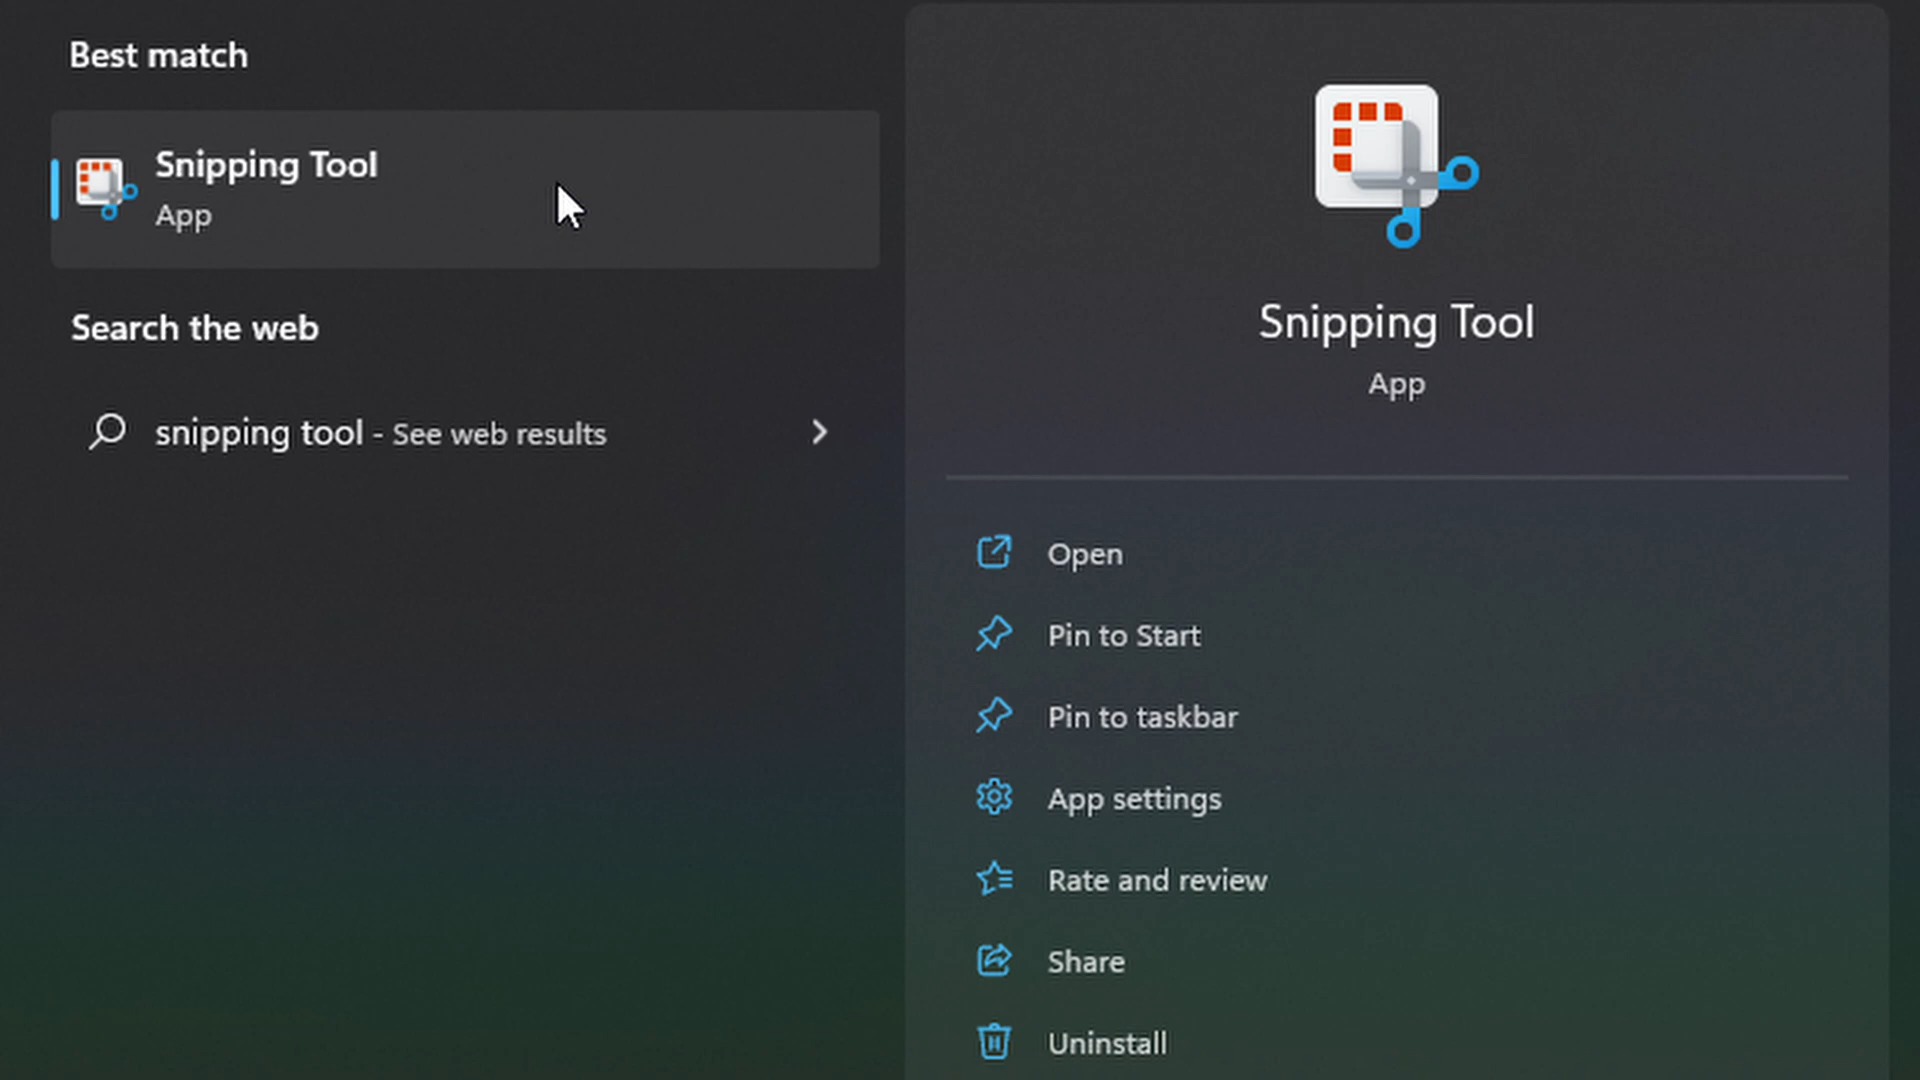 Best match
Snipping Tool
App
Search the web
snipping tool - See web results
Snipping Tool
App
Open
Pin to Start
Pin to taskbar
App settings
Rate and review
Share
Uninstall